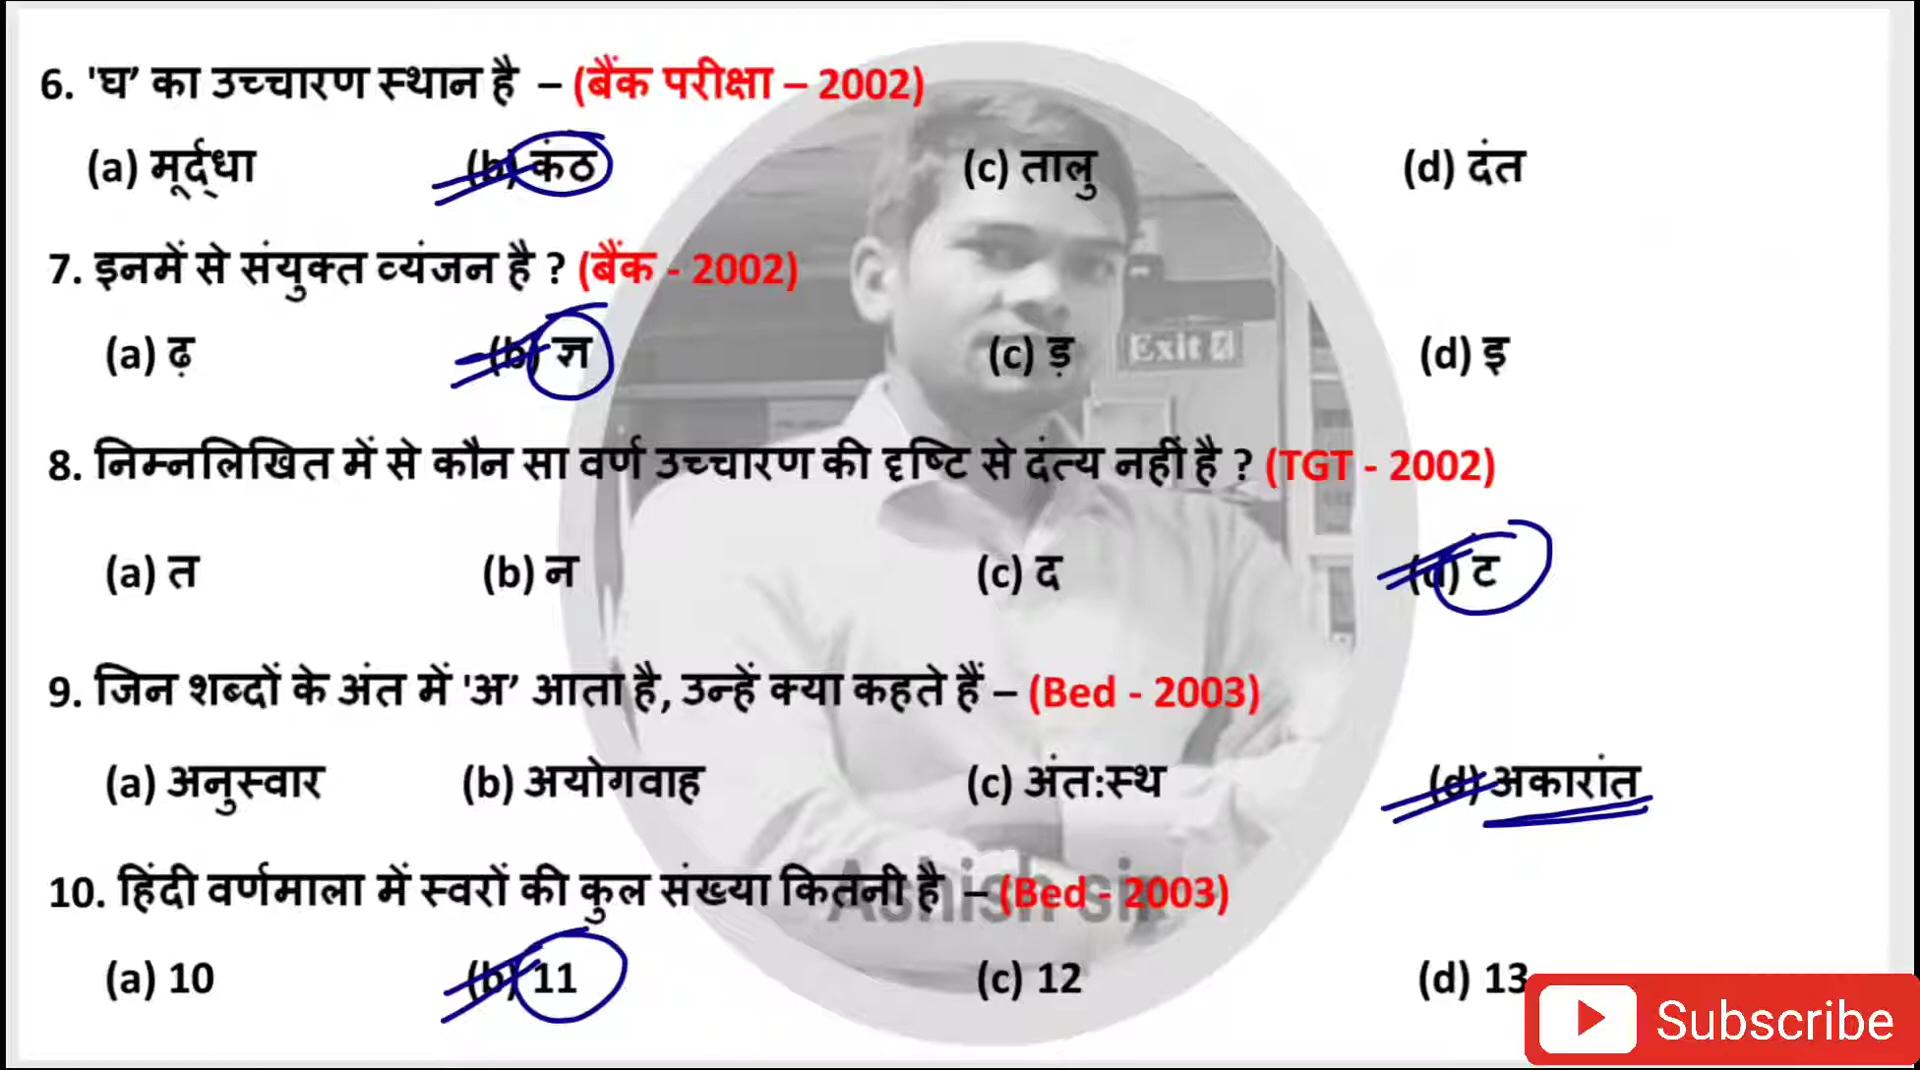 6. 'घ’ का उच्चारण स्थान है – (बैंक परीक्षा – 2002)
(a) मूर्द्धा (b) कंठ (c) तालु (d) दंत
7. इनमें से संयुक्त व्यंजन है ? (बैंक - 2002)
(a) ढ़ (b) ज्ञ (c) ड़ (d) इ
Exit
8. निम्नलिखित में से कौन सा वर्ण उच्चारण की दृष्टि से दंत्य नहीं है ? (TGT - 2002)
(a) त (b) न (c) द (d) ट
9. जिन शब्दों के अंत में 'अ’ आता है, उन्हें क्या कहते हैं – (Bed - 2003)
(a) अनुस्वार (b) अयोगवाह (c) अंत:स्थ (d) अकारांत
10. हिंदी वर्णमाला में स्वरों की कुल संख्या कितनी है – (Bed - 2003)
Ashish sir
(a) 10 (b) 11 (c) 12 (d) 13
Subscribe